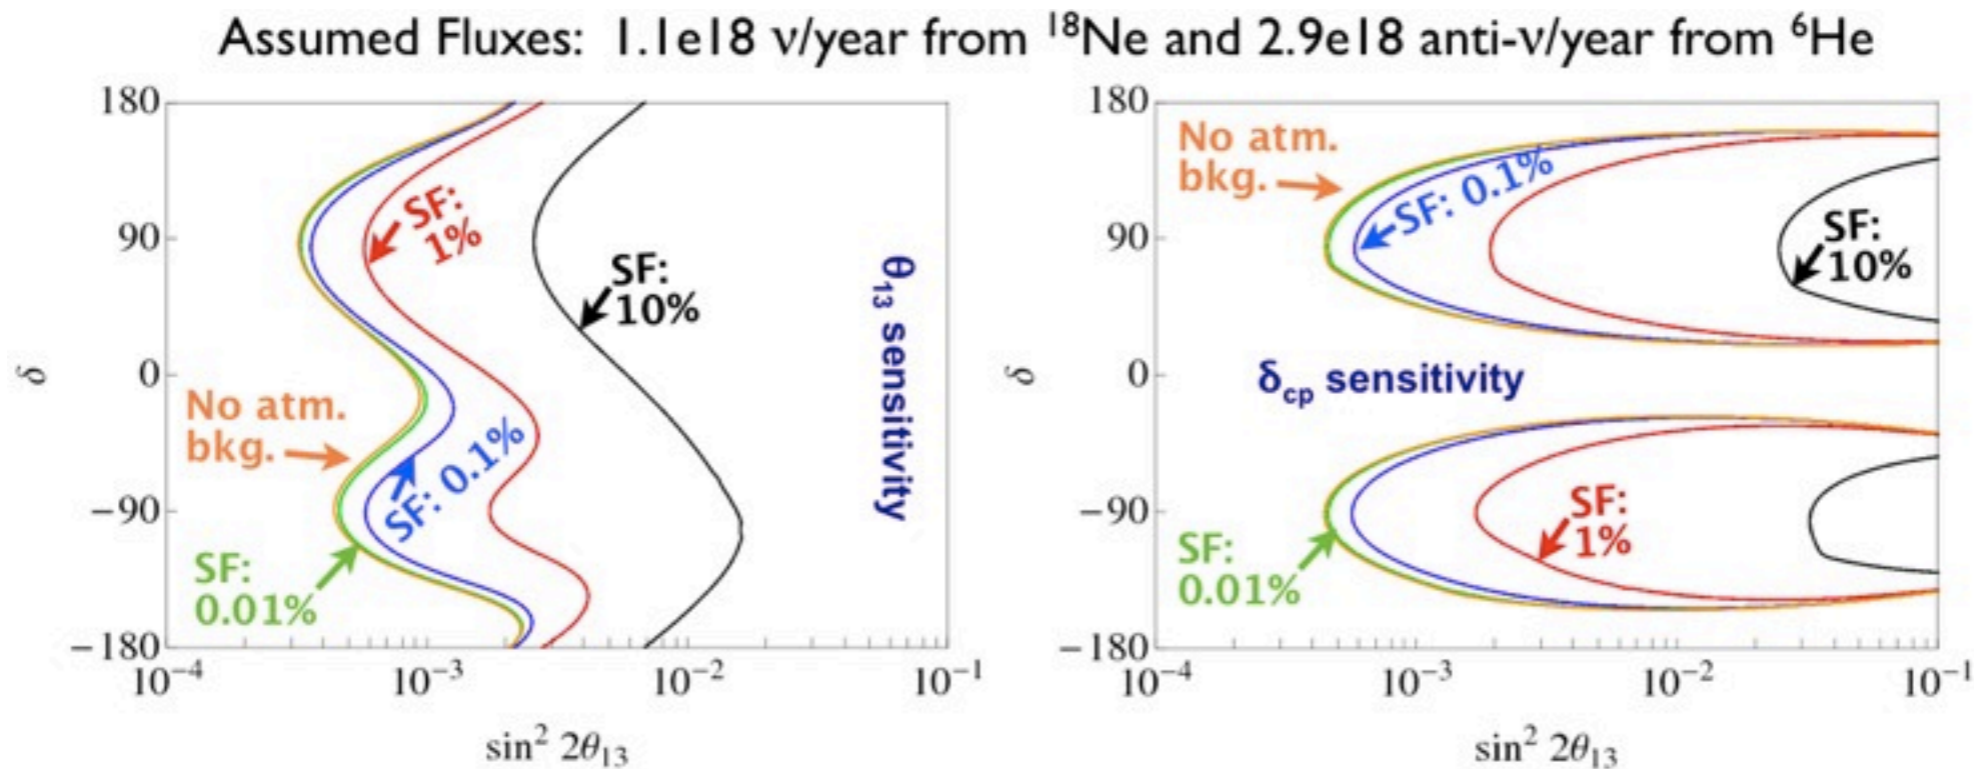 Assumed Fluxes: 1.1e18 ν/year from ¹⁸Ne and 2.9e18 anti-ν/year from ⁶He
180
90
0
−90
−180
δ
10⁻⁴
10⁻³
10⁻²
10⁻¹
sin² 2θ₁₃
SF:
1%
SF:
10%
θ₁₃ sensitivity
No atm.
bkg.
SF: 0.1%
SF:
0.01%
180
90
0
−90
−180
δ
10⁻⁴
10⁻³
10⁻²
10⁻¹
sin² 2θ₁₃
No atm.
bkg.
SF: 0.1%
SF:
10%
δcp sensitivity
SF:
1%
SF:
0.01%